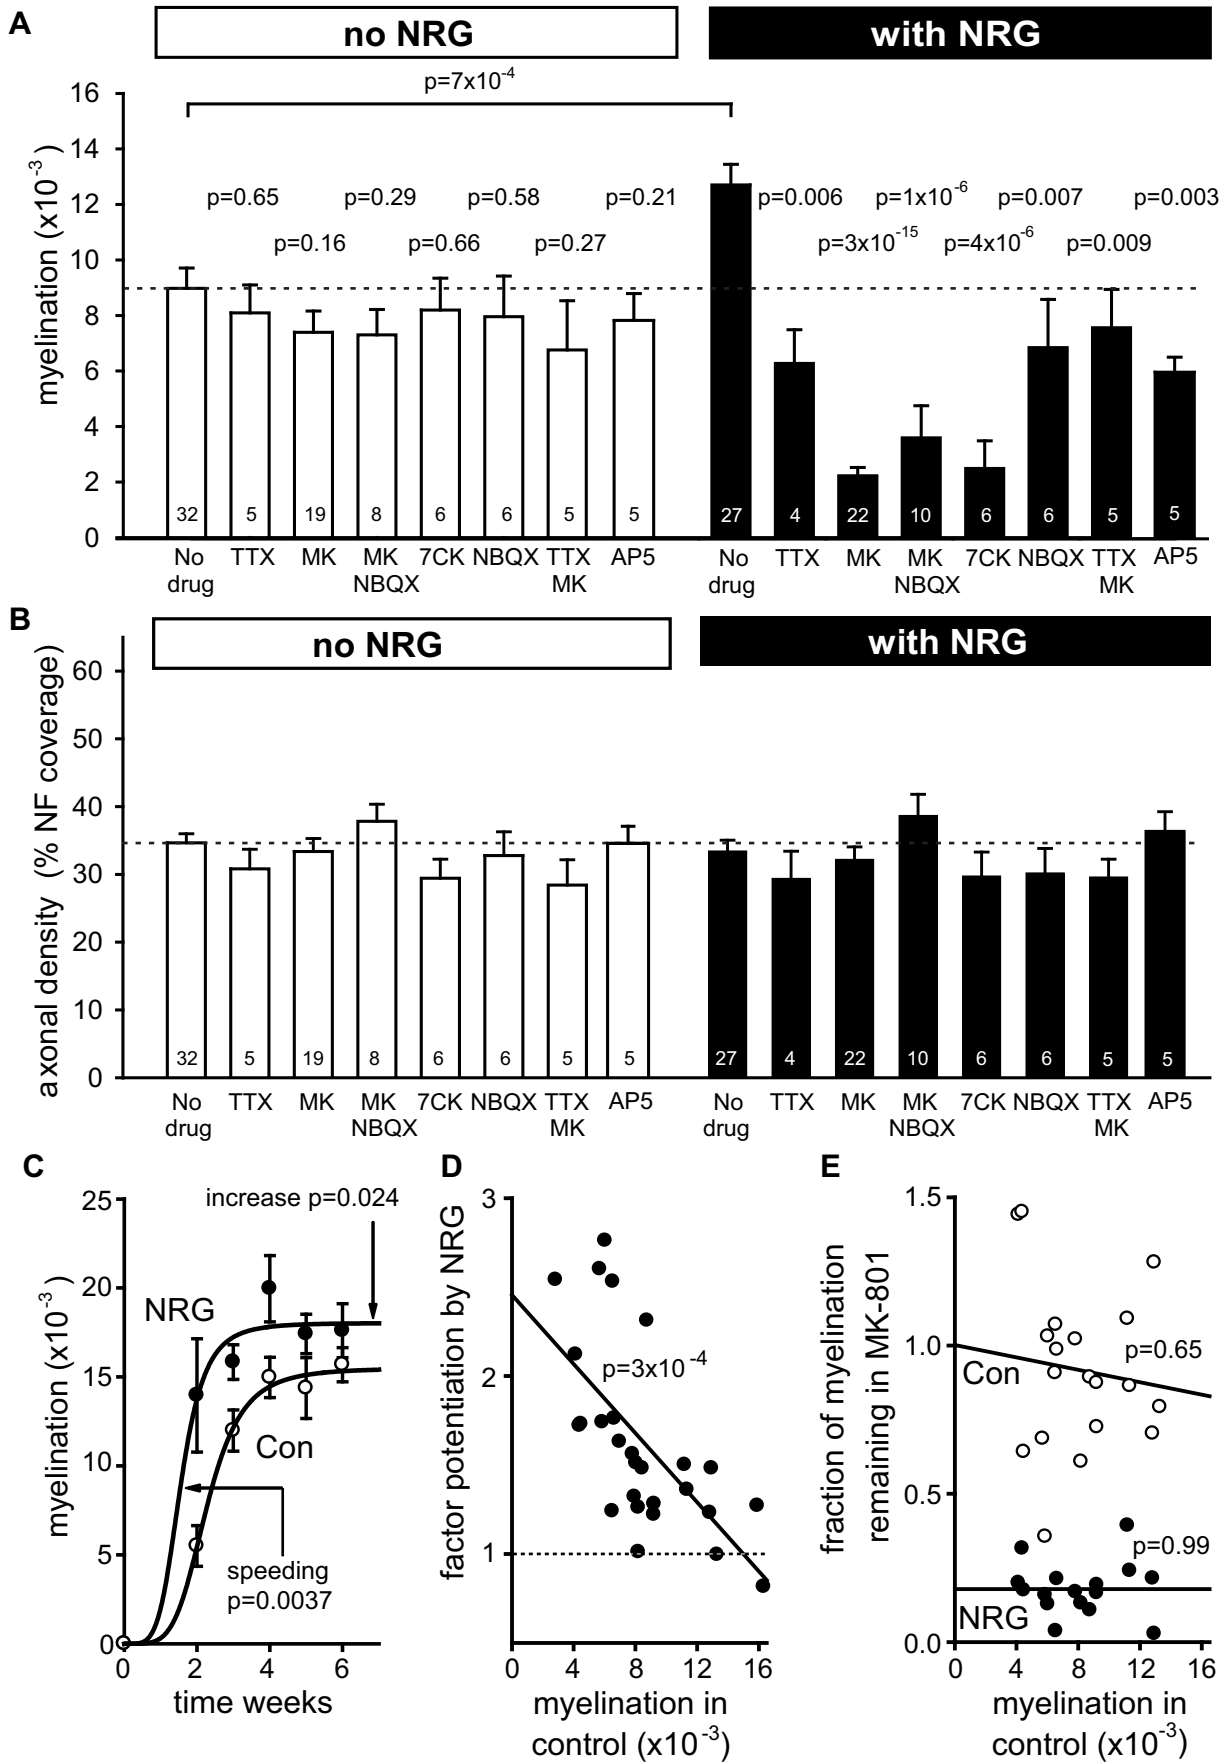 A
no NRG
with NRG
p=7x10-4
myelination (x10-3)
16
14
12
10
8
6
4
2
0
p=0.65
p=0.29
p=0.58
p=0.21
p=0.006
p=1x10-6
p=0.007
p=0.003
p=0.16
p=0.66
p=0.27
p=3x10-15
p=4x10-6
p=0.009
32 5 19 8 6 6 5 5 27 4 22 10 6 6 5 5
No TTX MK MK 7CK NBQX TTX AP5 No TTX MK MK 7CK NBQX TTX AP5
drug NBQX MK drug NBQX MK
B
no NRG
with NRG
axonal density (% NF coverage)
60
50
40
30
20
10
0
32 5 19 8 6 6 5 5 27 4 22 10 6 6 5 5
No TTX MK MK 7CK NBQX TTX AP5 No TTX MK MK 7CK NBQX TTX AP5
drug NBQX MK drug NBQX MK
C
myelination (x10-3)
25
20
15
10
5
0
increase p=0.024
NRG
Con
speeding
p=0.0037
0 2 4 6
time weeks
D
factor potentiation by NRG
3
2
1
p=3x10-4
0 4 8 12 16
myelination in
control (x10-3)
E
fraction of myelination
remaining in MK-801
1.5
1.0
0.5
0.0
p=0.65
Con
p=0.99
NRG
0 4 8 12 16
myelination in
control (x10-3)